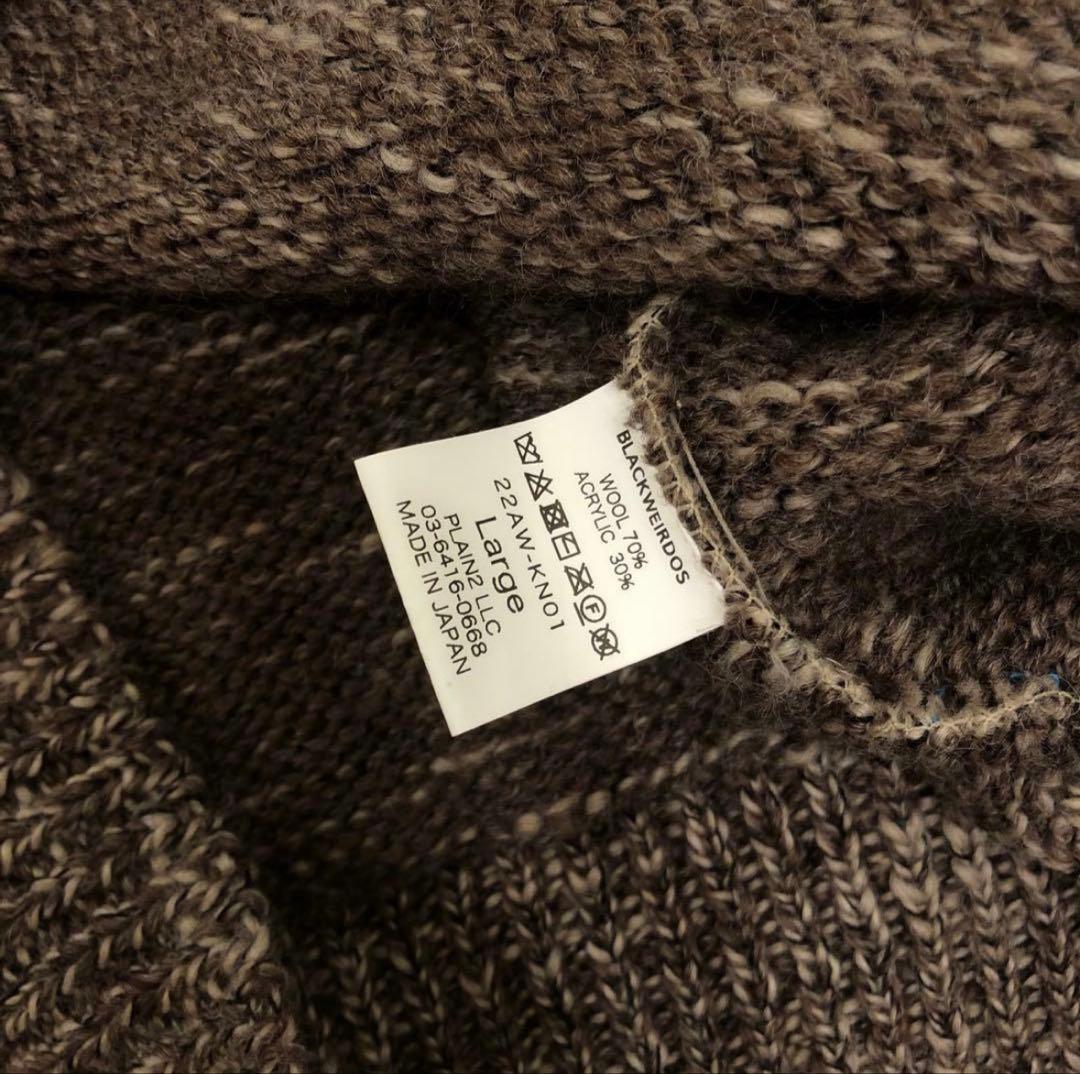 BLACKWEIRDOS
WOOL 70%
ACRYLIC 30%
22AW-KN01
Large
PLAIN2 LLC
03-6416-0668
MADE IN JAPAN